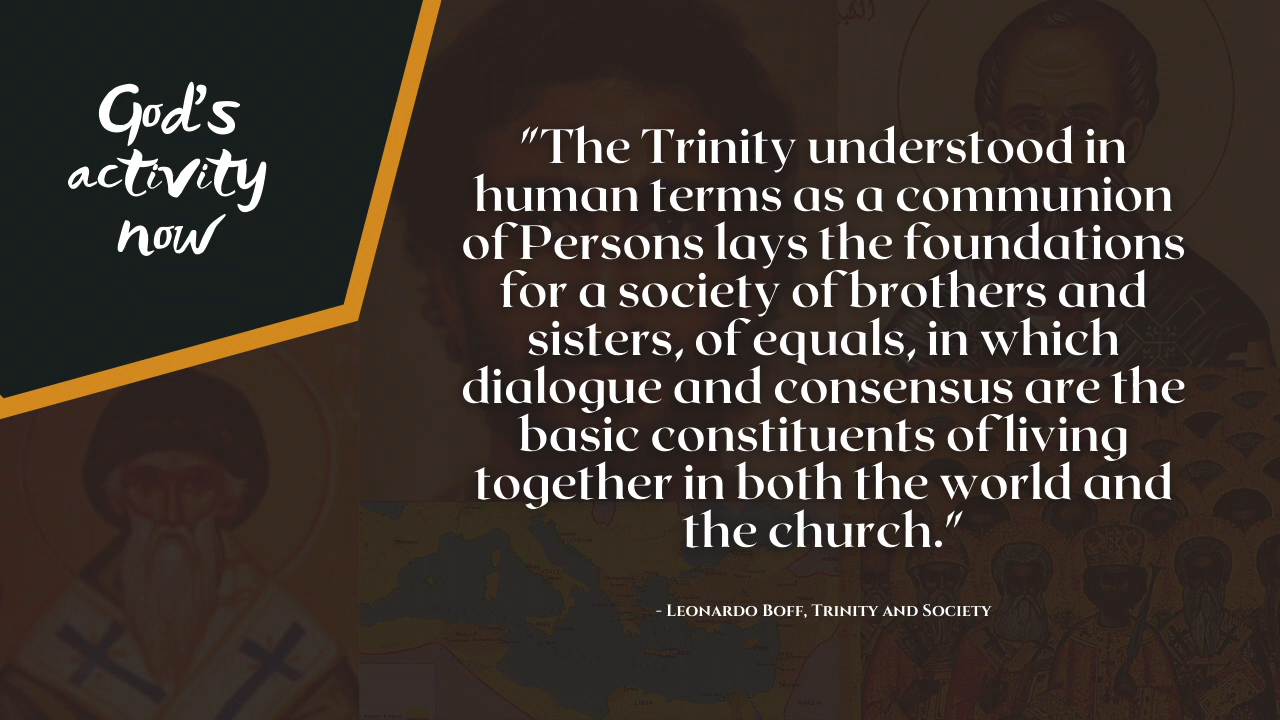 God's
activity
now
"The Trinity understood in
human terms as a communion
of Persons lays the foundations
for a society of brothers and
sisters, of equals, in which
dialogue and consensus are the
basic constituents of living
together in both the world and
the church."
- Leonardo Boff, Trinity and Society
LIBYA
ARABIA